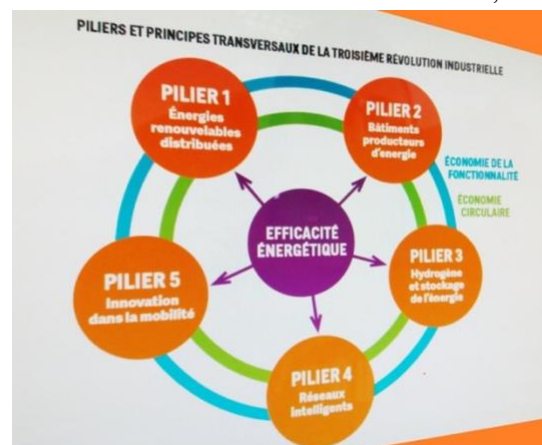 PILIERS ET PRINCIPES TRANSVERSAUX DE LA TROISIÈME RÉVOLUTION INDUSTRIELLE
PILIER 1
Énergies
renouvelables
distribuées
PILIER 2
Bâtiments
producteurs
d'énergie
ÉCONOMIE DE LA
FONCTIONNALITÉ
ÉCONOMIE
CIRCULAIRE
EFFICACITÉ
ÉNERGÉTIQUE
PILIER 3
Hydrogène
et stockage
de l'énergie
PILIER 5
Innovation
dans la mobilité
PILIER 4
Réseaux
intelligents